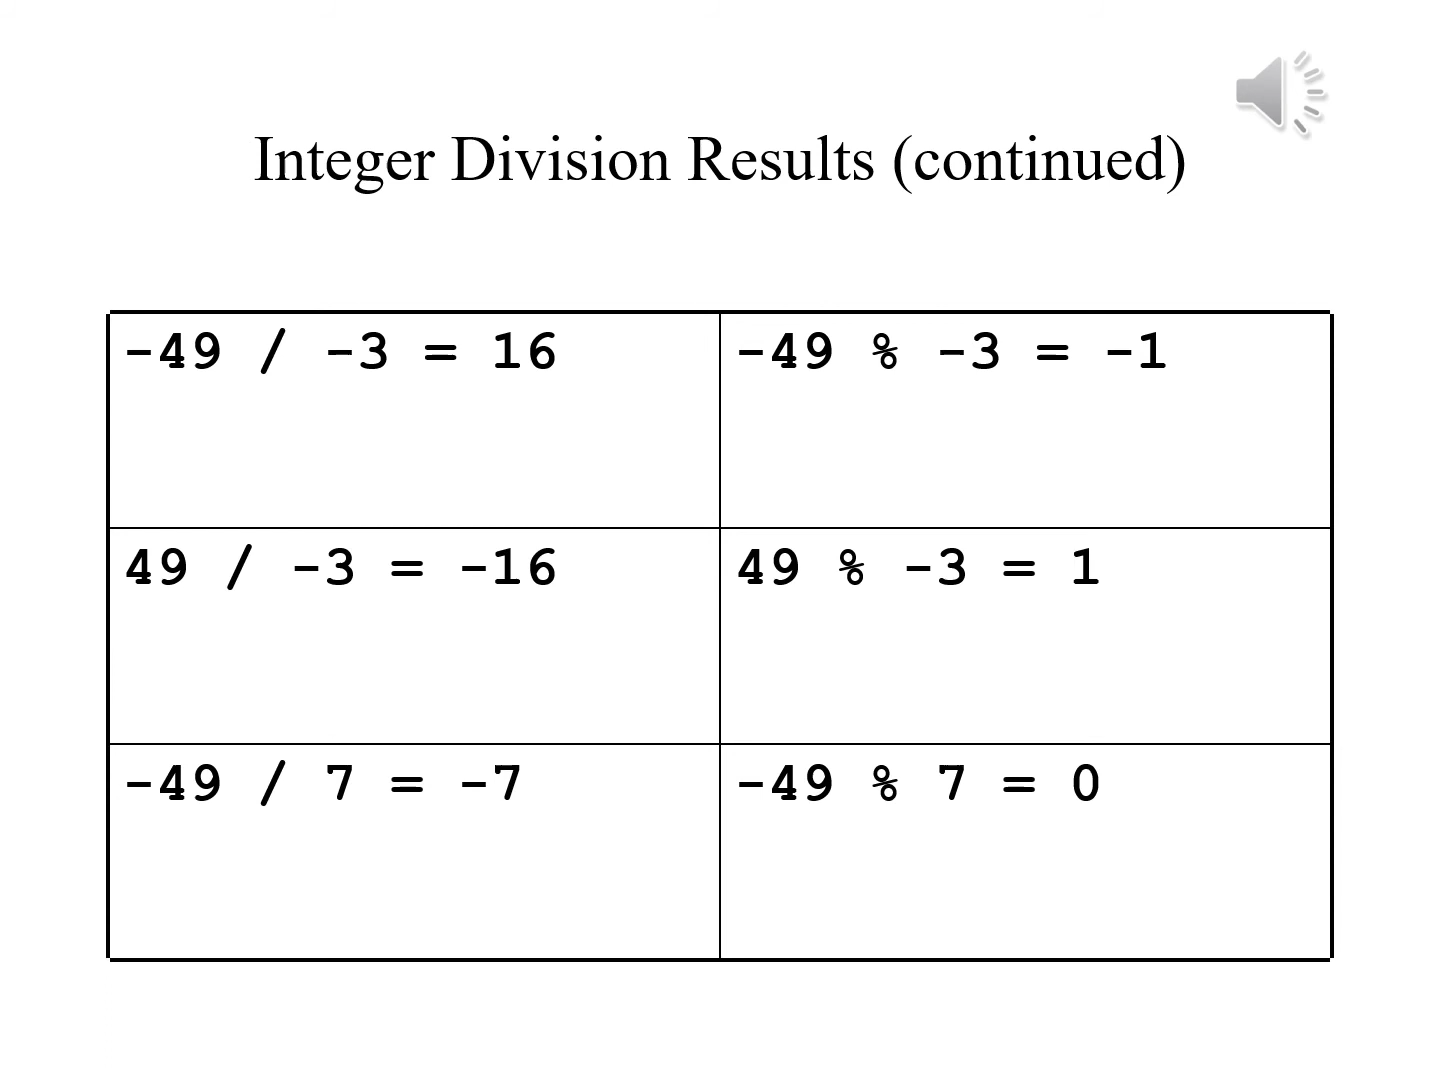 Integer Division Results (continued)
-49 / -3 = 16
-49 % -3 = -1
49 / -3 = -16
49 % -3 = 1
-49 / 7 = -7
-49 % 7 = 0